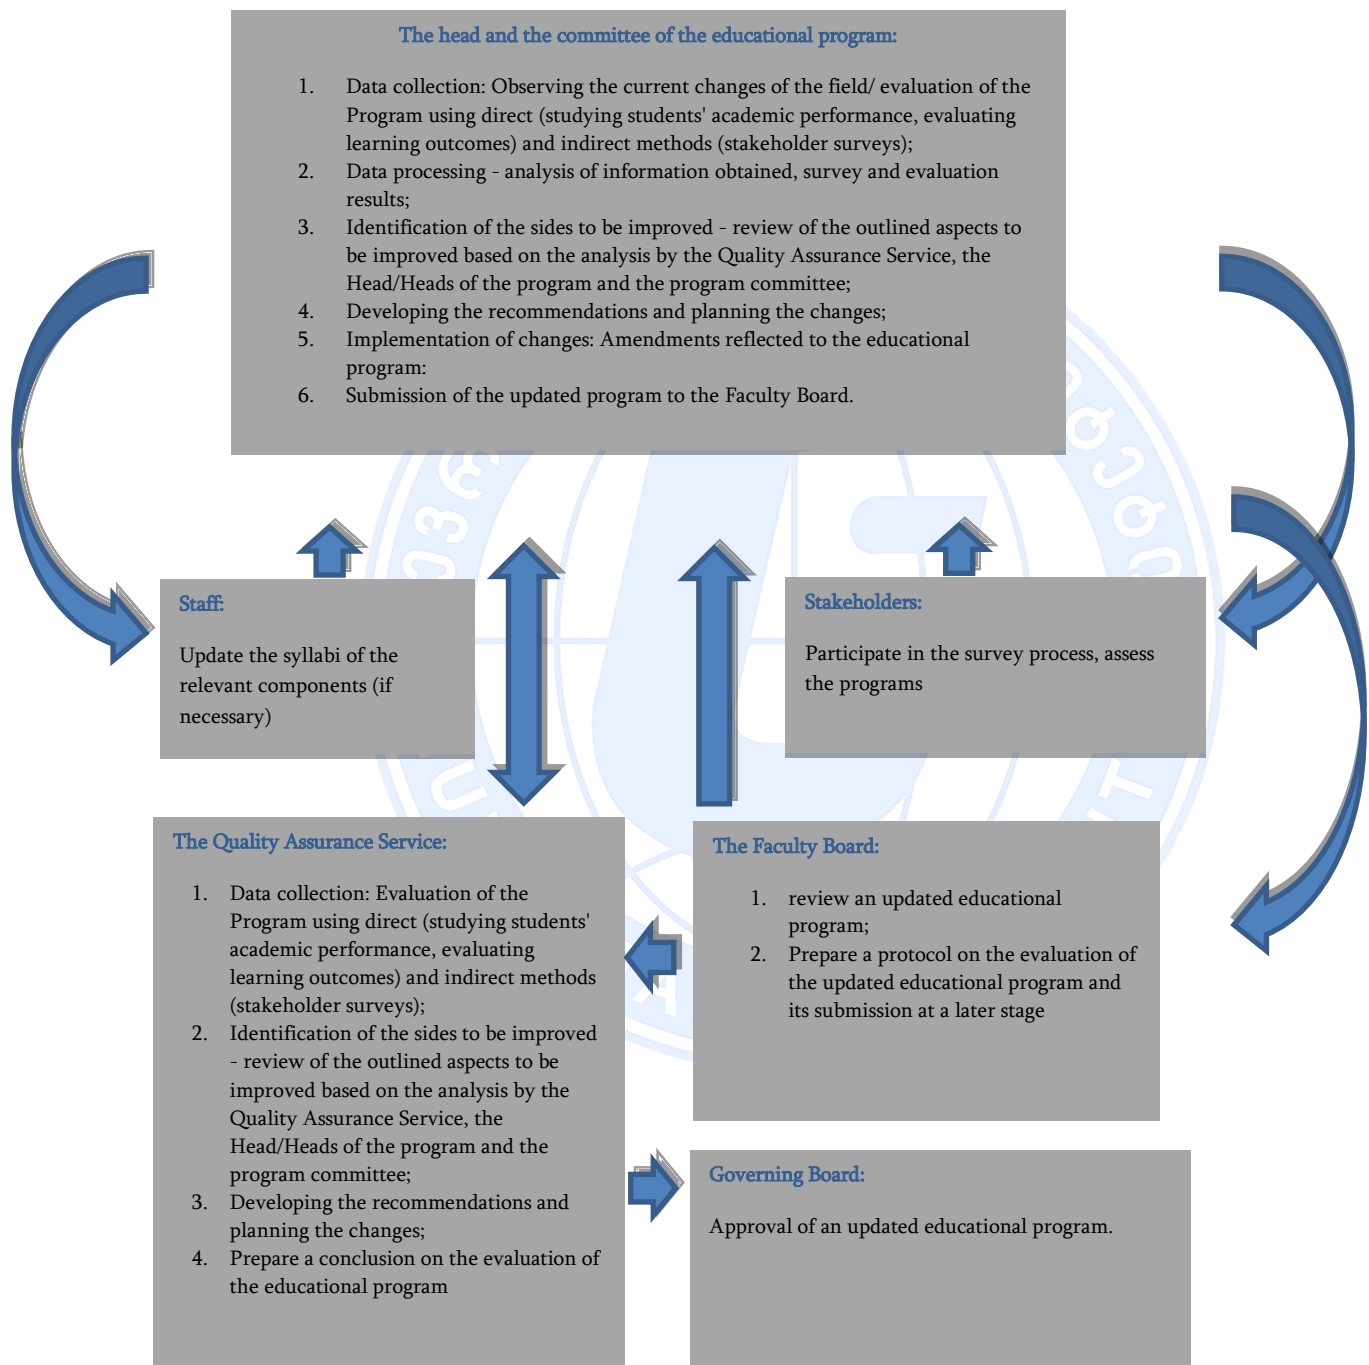 The head and the committee of the educational program:
1. Data collection: Observing the current changes of the field/ evaluation of the
Program using direct (studying students' academic performance, evaluating
learning outcomes) and indirect methods (stakeholder surveys);
2. Data processing - analysis of information obtained, survey and evaluation
results;
3. Identification of the sides to be improved - review of the outlined aspects to
be improved based on the analysis by the Quality Assurance Service, the
Head/Heads of the program and the program committee;
4. Developing the recommendations and planning the changes;
5. Implementation of changes: Amendments reflected to the educational
program:
6. Submission of the updated program to the Faculty Board.
Staff:
Update the syllabi of the
relevant components (if
necessary)
Stakeholders:
Participate in the survey process, assess
the programs
The Quality Assurance Service:
1. Data collection: Evaluation of the
Program using direct (studying students'
academic performance, evaluating
learning outcomes) and indirect methods
(stakeholder surveys);
2. Identification of the sides to be improved
- review of the outlined aspects to be
improved based on the analysis by the
Quality Assurance Service, the
Head/Heads of the program and the
program committee;
3. Developing the recommendations and
planning the changes;
4. Prepare a conclusion on the evaluation of
the educational program
The Faculty Board:
1. review an updated educational
program;
2. Prepare a protocol on the evaluation of
the updated educational program and
its submission at a later stage
Governing Board:
Approval of an updated educational program.